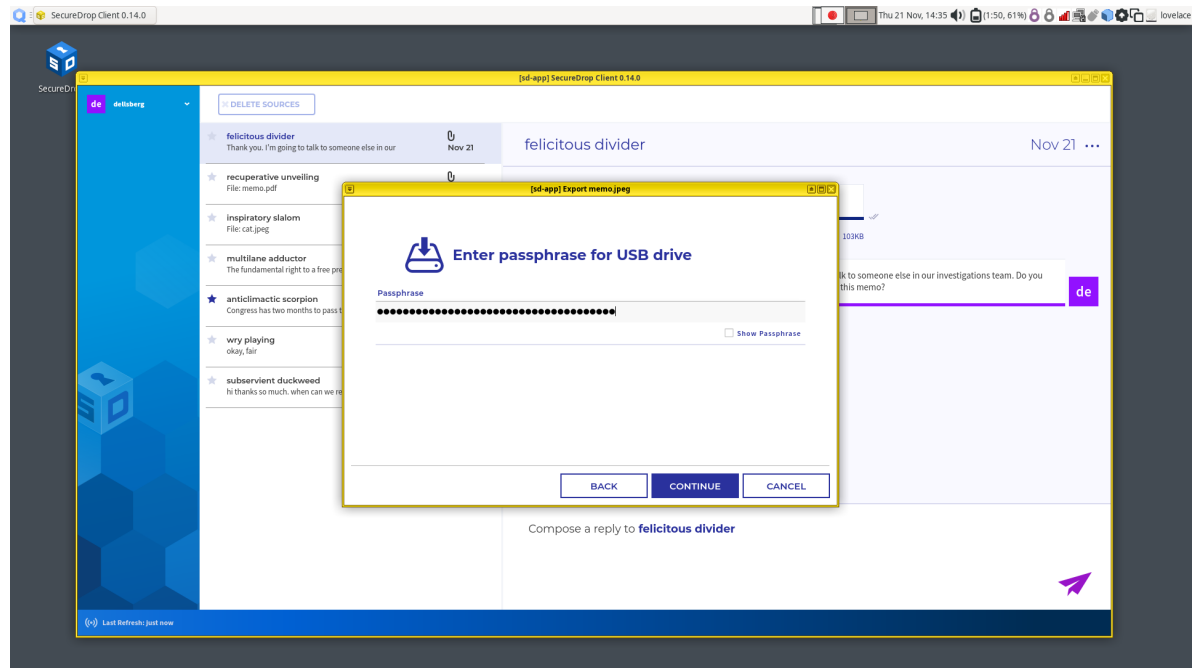 SecureDrop Client 0.14.0
Thu 21 Nov, 14:35
(1:50, 61%)
lovelace
[sd-app] SecureDrop Client 0.14.0
de dellsberg
DELETE SOURCES
felicitous divider
Thank you. I'm going to talk to someone else in our
Nov 21
recuperative unveiling
File: memo.pdf
inspiratory slalom
File: cat.jpeg
multilane adductor
The fundamental right to a free pre
anticlimactic scorpion
Congress has two months to pass t
wry playing
okay, fair
subservient duckweed
hi thanks so much. when can we re
felicitous divider
Nov 21 ...
103KB
lk to someone else in our investigations team. Do you
this memo?
de
[sd-app] Export memo.jpeg
Enter passphrase for USB drive
Passphrase
Show Passphrase
BACK
CONTINUE
CANCEL
Compose a reply to felicitous divider
Last Refresh: just now